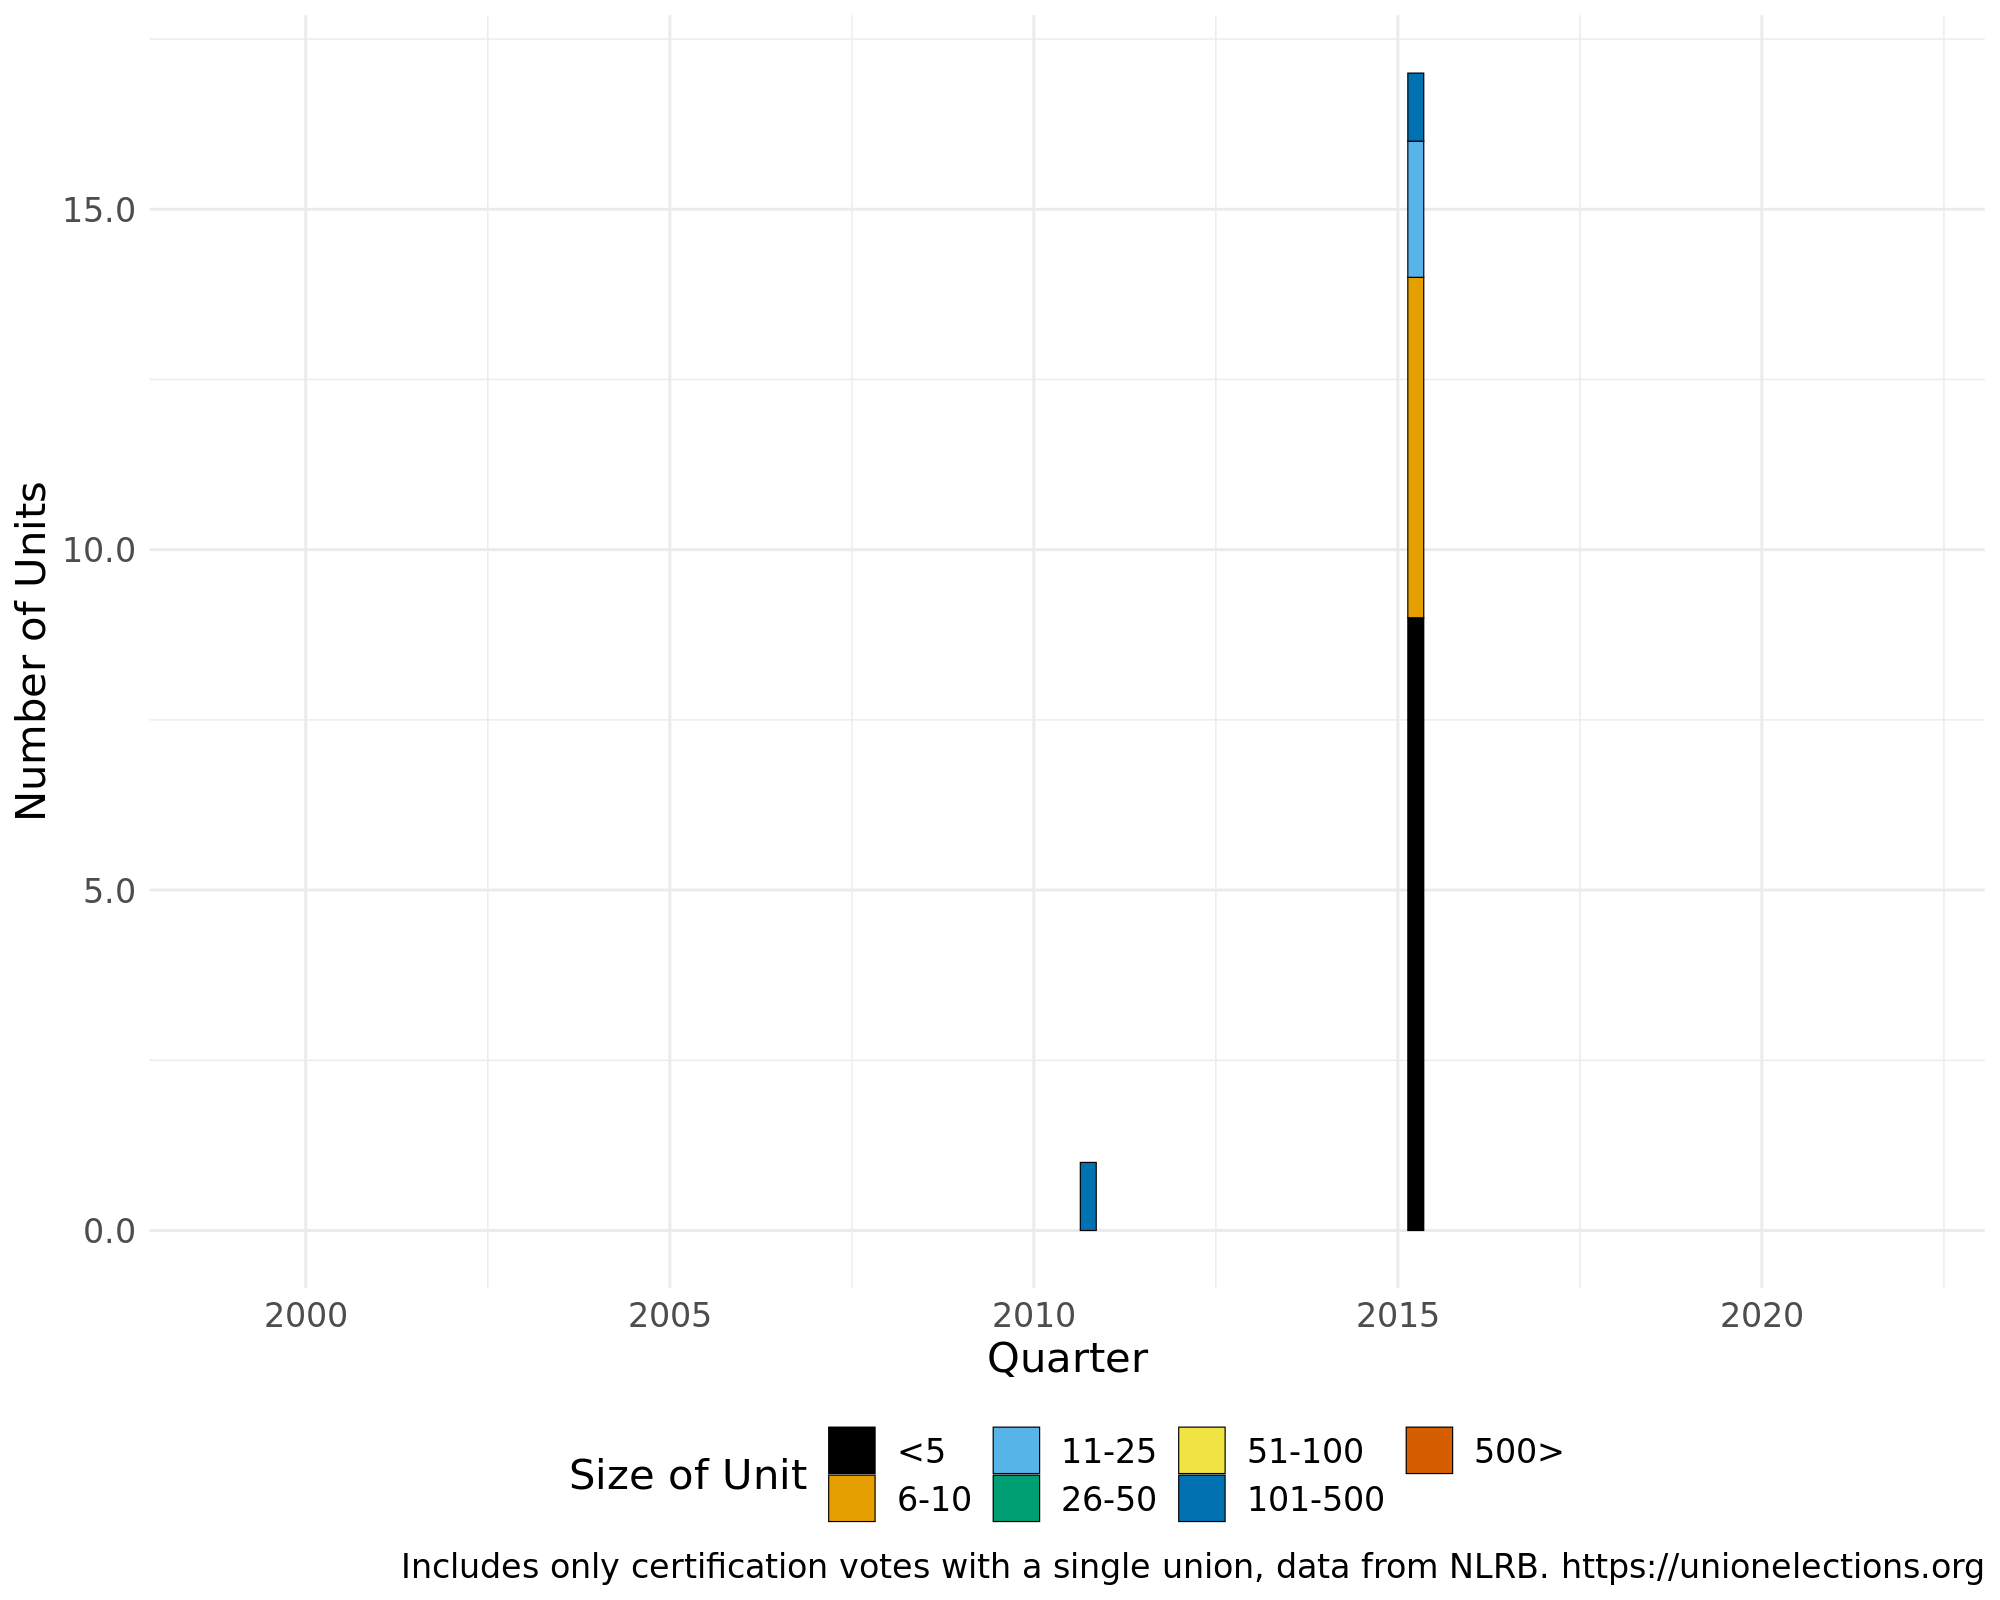 Number of Units
15.0
10.0
5.0
0.0
2000 2005 2010 2015 2020
Quarter
Size of Unit
<5 11-25 51-100 500>
6-10 26-50 101-500
Includes only certification votes with a single union, data from NLRB. https://unionelections.org